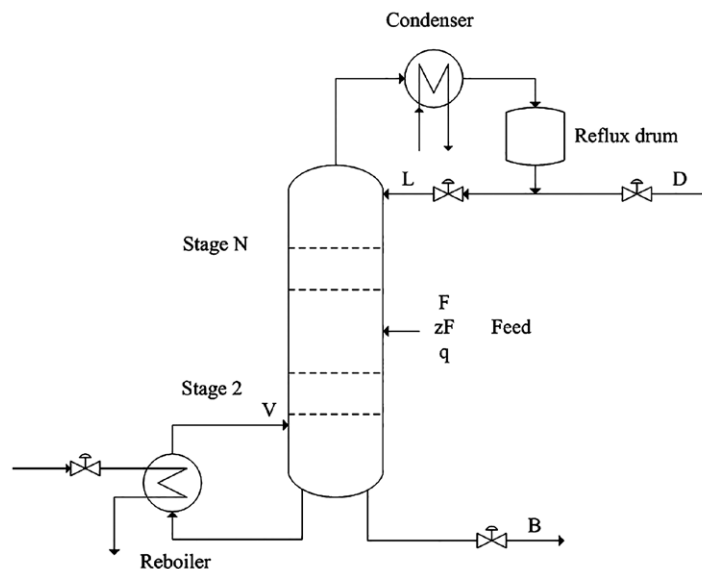 Condenser
Reflux drum
L
D
Stage N
F
zF Feed
q
Stage 2
V
B
Reboiler